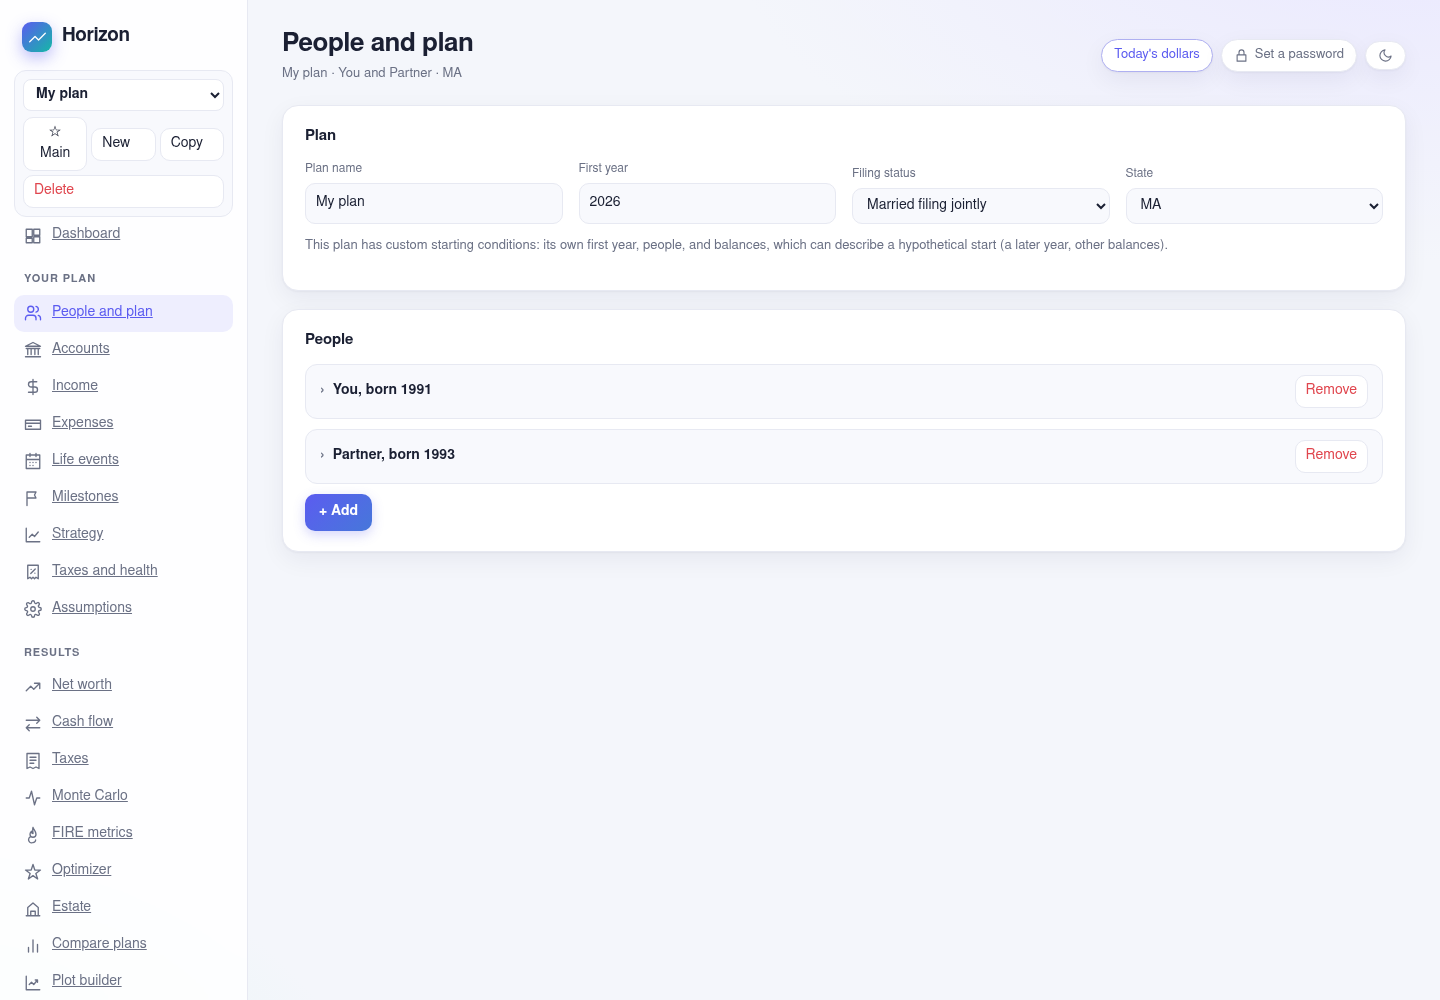 Horizon
My plan
Main
New
Copy
Delete
Dashboard
YOUR PLAN
People and plan
Accounts
Income
Expenses
Life events
Milestones
Strategy
Taxes and health
Assumptions
RESULTS
Net worth
Cash flow
Taxes
Monte Carlo
FIRE metrics
Optimizer
Estate
Compare plans
Plot builder
People and plan
My plan · You and Partner · MA
Today's dollars
Set a password
Plan
Plan name
First year
Filing status
State
My plan
2026
Married filing jointly
MA
This plan has custom starting conditions: its own first year, people, and balances, which can describe a hypothetical start (a later year, other balances).
People
› You, born 1991
Remove
› Partner, born 1993
Remove
+ Add